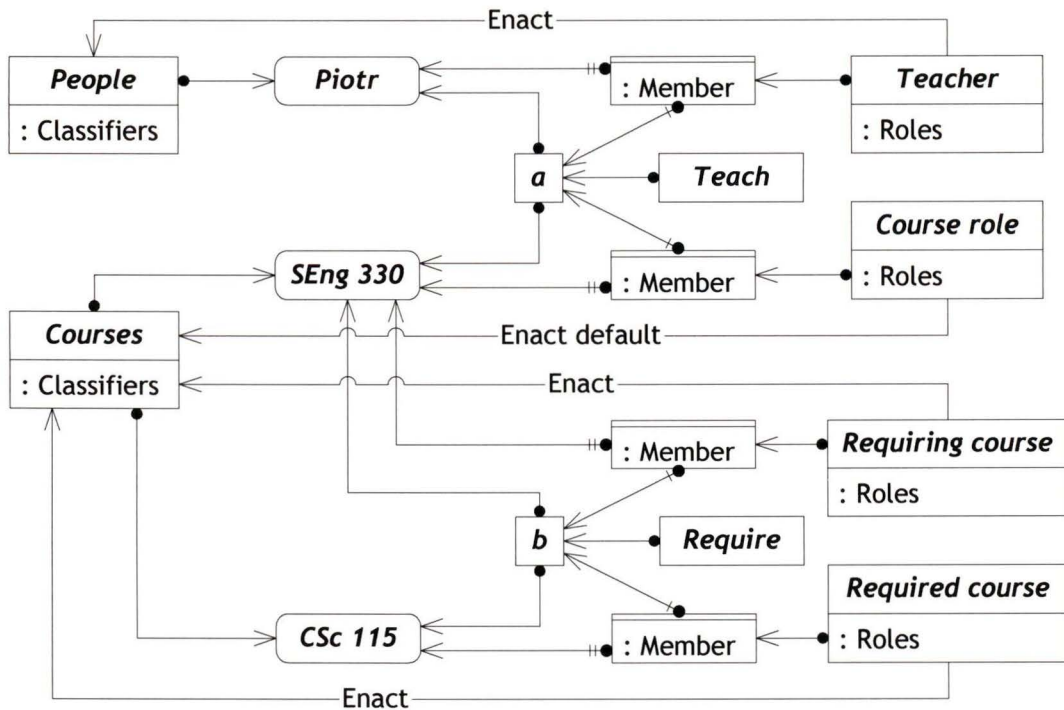 Enact
People
: Classifiers
Piotr
: Member
Teacher
: Roles
a
Teach
Course role
: Roles
SEng 330
: Member
Courses
: Classifiers
Enact default
Enact
: Member
Requiring course
: Roles
b
Require
Required course
: Roles
CSc 115
: Member
Enact